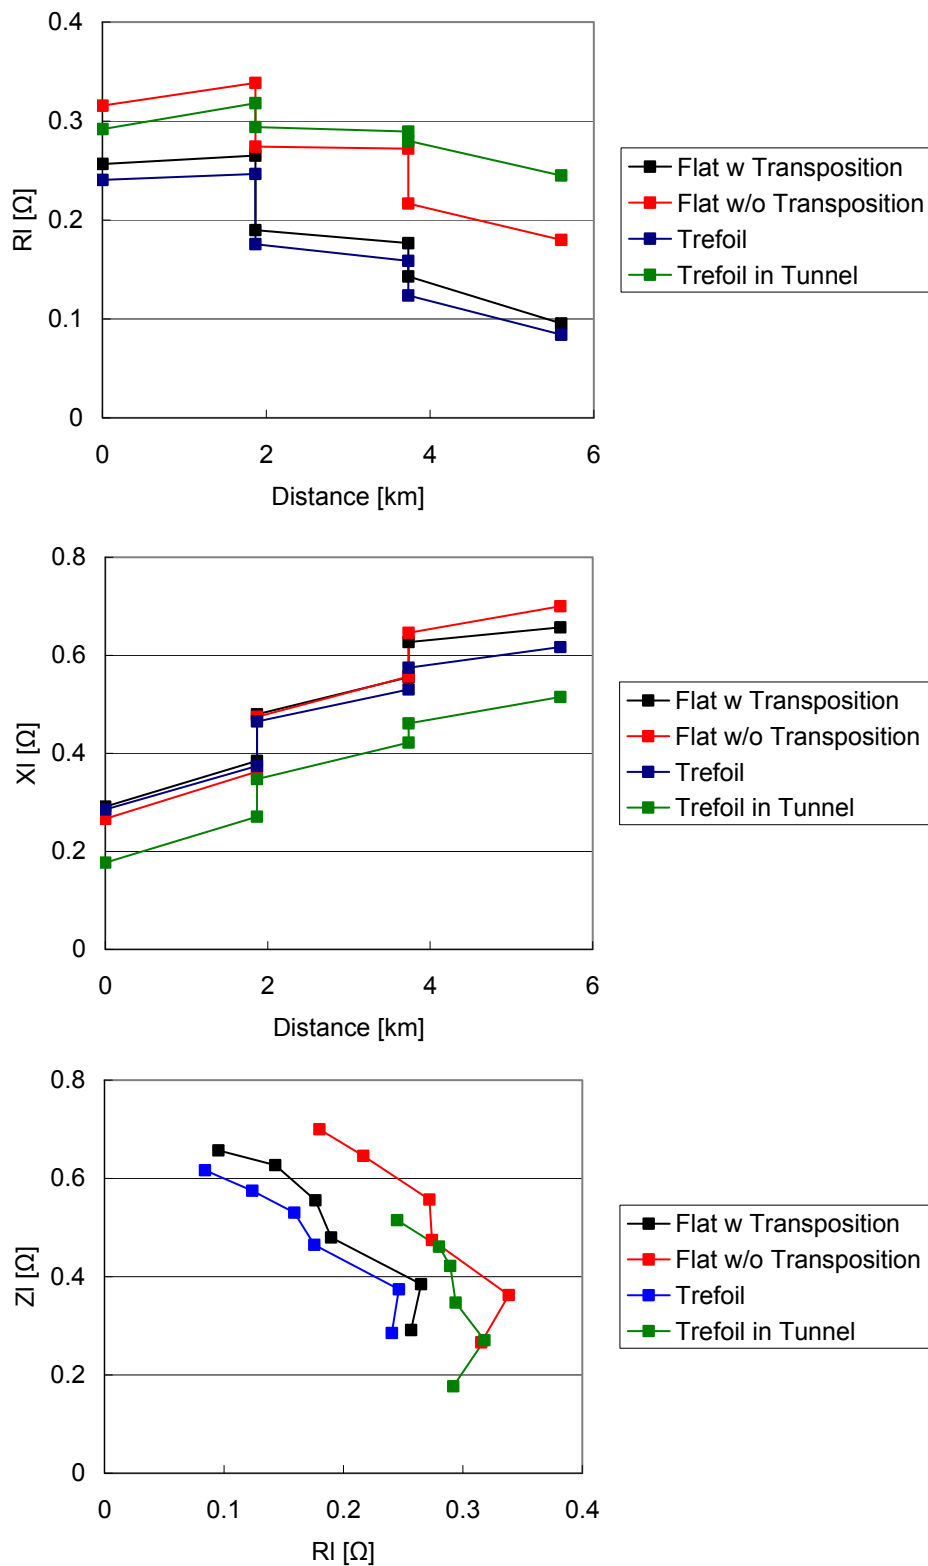 0.4
0.3
0.2
0.1
0
Rl [Ω]
0 2 4 6
Distance [km]
Flat w Transposition
Flat w/o Transposition
Trefoil
Trefoil in Tunnel
0.8
0.6
0.4
0.2
0
Xl [Ω]
0 2 4 6
Distance [km]
Flat w Transposition
Flat w/o Transposition
Trefoil
Trefoil in Tunnel
0.8
0.6
0.4
0.2
0
Zl [Ω]
0 0.1 0.2 0.3 0.4
Rl [Ω]
Flat w Transposition
Flat w/o Transposition
Trefoil
Trefoil in Tunnel